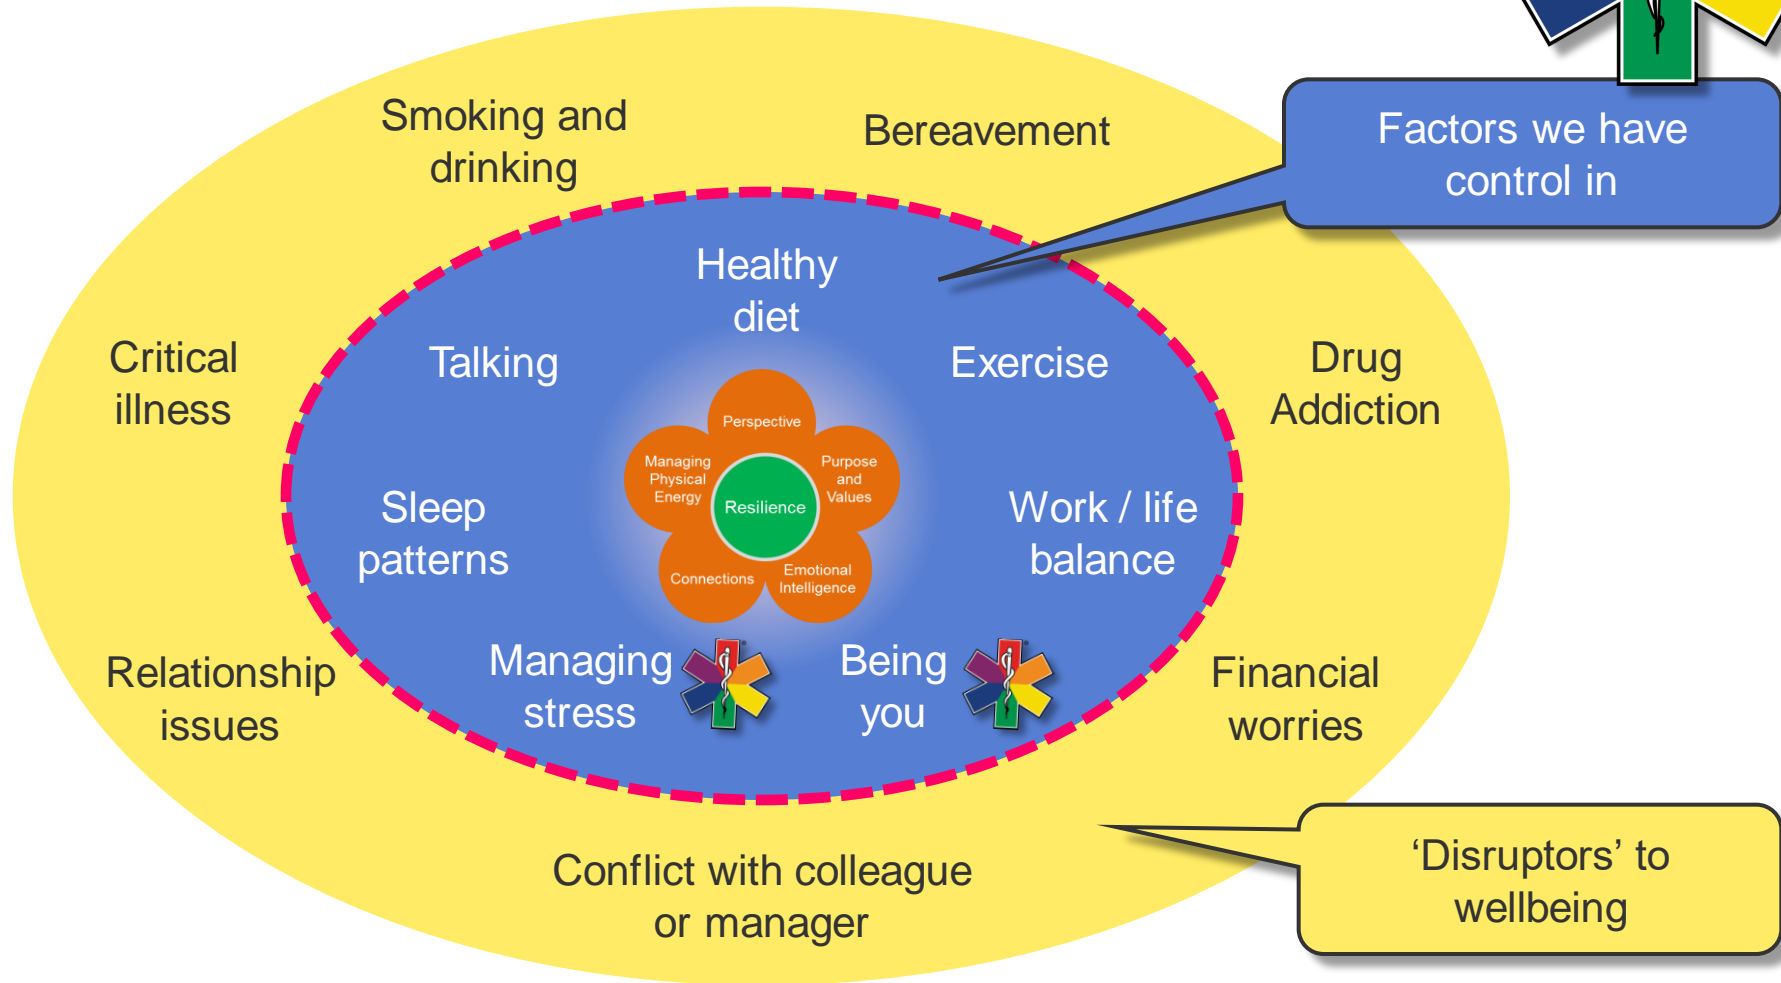 Smoking and
drinking
Bereavement
Factors we have
control in
Healthy
diet
Talking
Exercise
Critical
illness
Drug
Addiction
Perspective
Managing
Physical
Energy
Purpose
and
Values
Resilience
Connections
Emotional
Intelligence
Sleep
patterns
Work / life
balance
Relationship
issues
Managing
stress
Being
you
Financial
worries
Conflict with colleague
or manager
‘Disruptors’ to
wellbeing